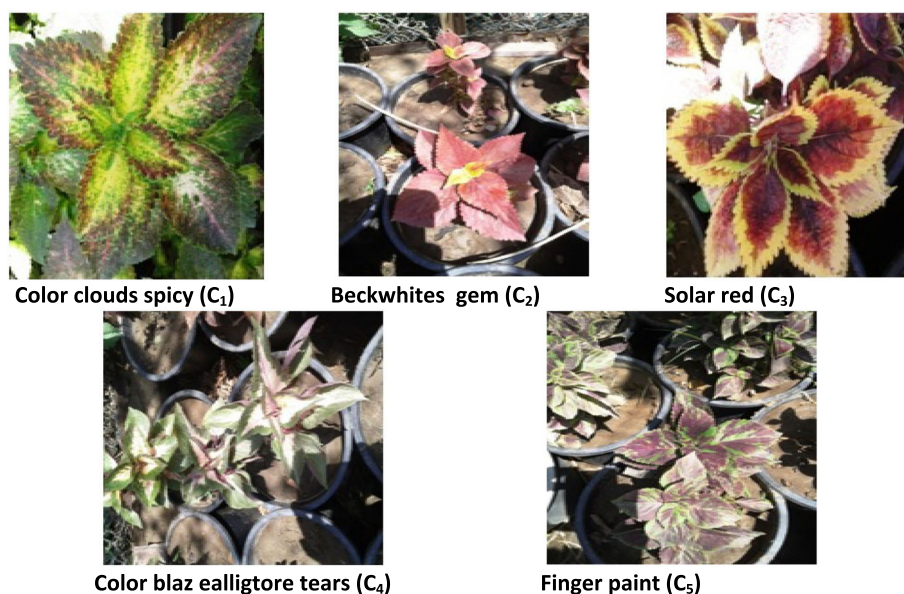 Color clouds spicy (C₁)
Beckwhites gem (C₂)
Solar red (C₃)
Color blaz ealligtore tears (C₄)
Finger paint (C₅)